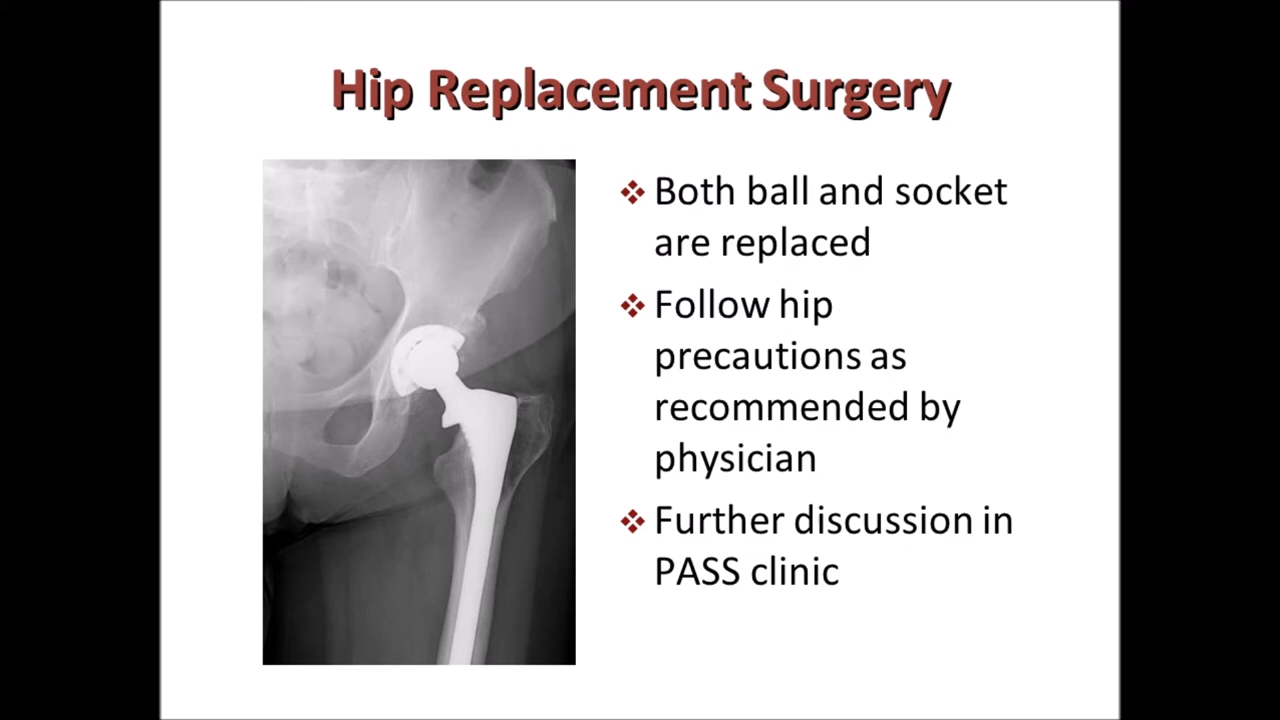 Hip Replacement Surgery
❖ Both ball and socket
are replaced
❖ Follow hip
precautions as
recommended by
physician
❖ Further discussion in
PASS clinic